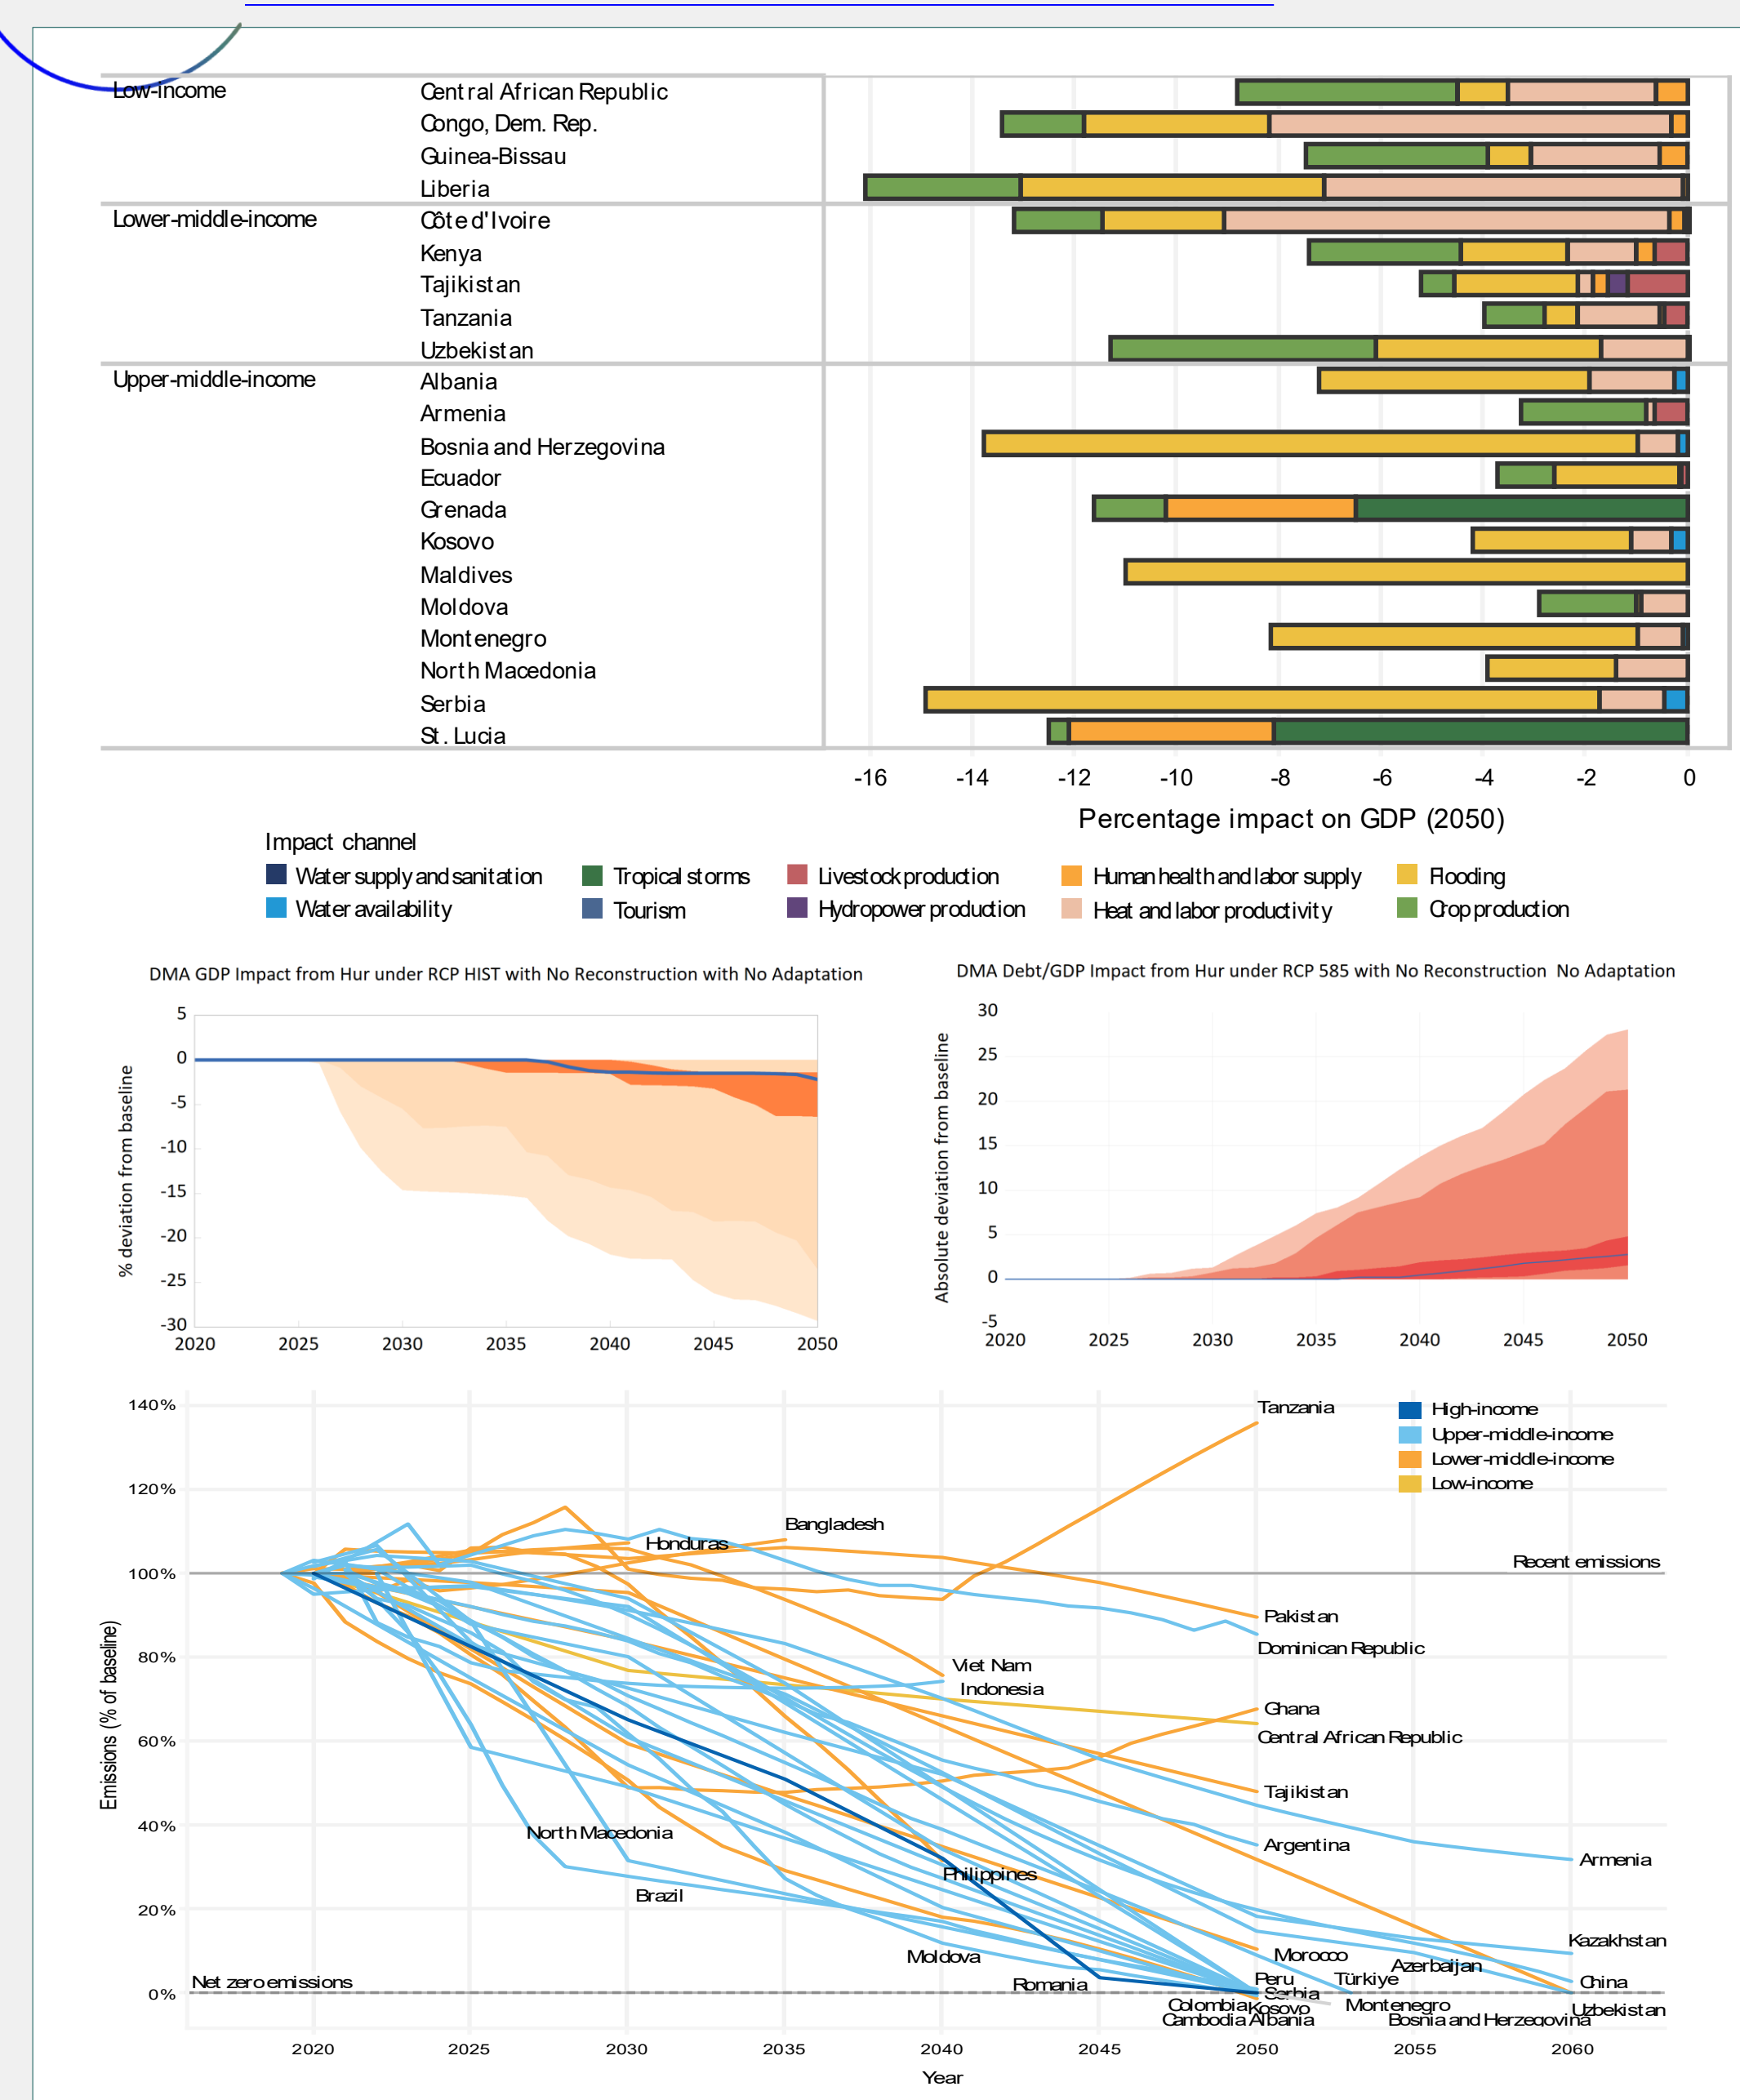 Low-income
Central African Republic
Congo, Dem. Rep.
Guinea-Bissau
Liberia
Lower-middle-income
Côte d'Ivoire
Kenya
Tajikistan
Tanzania
Uzbekistan
Upper-middle-income
Albania
Armenia
Bosnia and Herzegovina
Ecuador
Grenada
Kosovo
Maldives
Moldova
Montenegro
North Macedonia
Serbia
St. Lucia
-16 -14 -12 -10 -8 -6 -4 -2 0
Percentage impact on GDP (2050)
Impact channel
Water supply and sanitation Tropical storms Livestock production Human health and labor supply Flooding
Water availability Tourism Hydropower production Heat and labor productivity Crop production
DMA GDP Impact from Hur under RCP HIST with No Reconstruction with No Adaptation
% deviation from baseline
5
0
-5
-10
-15
-20
-25
-30
2020 2025 2030 2035 2040 2045 2050
DMA Debt/GDP Impact from Hur under RCP 585 with No Reconstruction No Adaptation
Absolute deviation from baseline
30
25
20
15
10
5
0
-5
2020 2025 2030 2035 2040 2045 2050
Emissions (% of baseline)
140%
120%
100%
80%
60%
40%
20%
0%
High-income
Upper-middle-income
Lower-middle-income
Low-income
Tanzania
Bangladesh
Honduras
Recent emissions
Pakistan
Dominican Republic
Viet Nam
Indonesia
Ghana
Central African Republic
Tajikistan
North Macedonia
Argentina
Armenia
Philippines
Brazil
Kazakhstan
Moldova
Morocco
Azerbaijan
Net zero emissions
Romania
Peru
Türkiye
China
Serbia
Colombia
Kosovo
Montenegro
Uzbekistan
Cambodia
Albania
Bosnia and Herzegovina
2020 2025 2030 2035 2040 2045 2050 2055 2060
Year